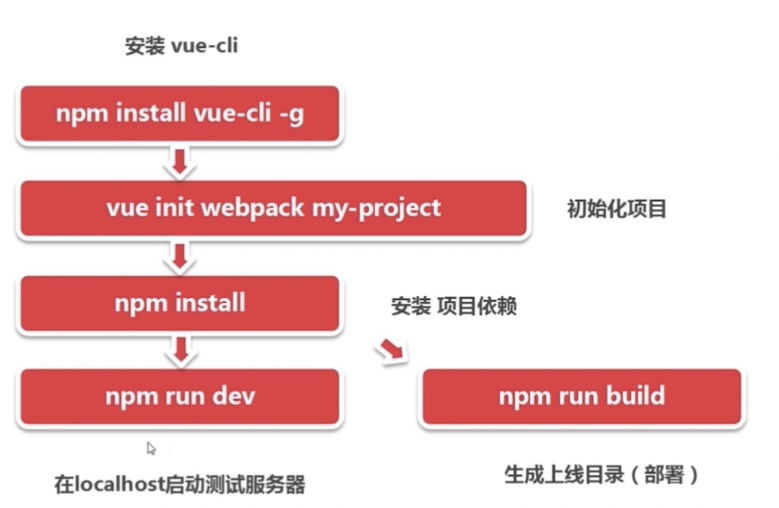 安装 vue-cli
npm install vue-cli -g
vue init webpack my-project
初始化项目
npm install
安装 项目依赖
npm run dev
npm run build
在localhost启动测试服务器
生成上线目录（部署）